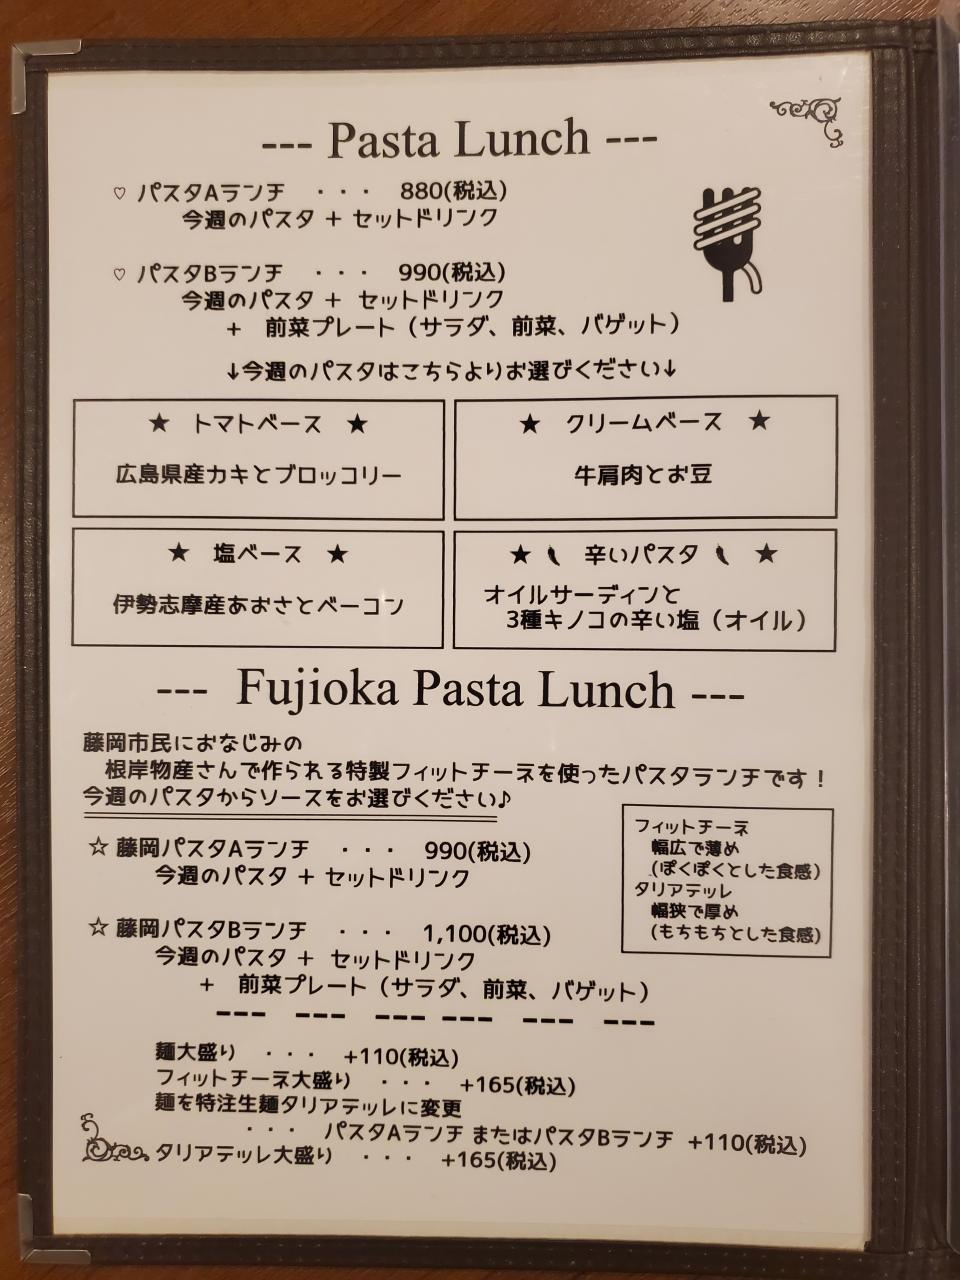 --- Pasta Lunch ---
♡ パスタAランチ ・・・ 880(税込)
今週のパスタ + セットドリンク
♡ パスタBランチ ・・・ 990(税込)
今週のパスタ + セットドリンク
+ 前菜プレート（サラダ、前菜、バゲット）
↓今週のパスタはこちらよりお選びください↓
★ トマトベース ★
広島県産カキとブロッコリー
★ クリームベース ★
牛肩肉とお豆
★ 塩ベース ★
伊勢志摩産あおさとベーコン
★ 辛いパスタ ★
オイルサーディンと
3種キノコの辛い塩（オイル）
--- Fujioka Pasta Lunch ---
藤岡市民におなじみの
根岸物産さんで作られる特製フィットチーネを使ったパスタランチです！
今週のパスタからソースをお選びください♪
☆ 藤岡パスタAランチ ・・・ 990(税込)
今週のパスタ + セットドリンク
☆ 藤岡パスタBランチ ・・・ 1,100(税込)
今週のパスタ + セットドリンク
+ 前菜プレート（サラダ、前菜、バゲット）
フィットチーネ
幅広で薄め
(ぽくぽくとした食感)
タリアテッレ
幅狭で厚め
(もちもちとした食感)
--- --- --- --- --- ---
麺大盛り ・・・ +110(税込)
フィットチーネ大盛り ・・・ +165(税込)
麺を特注生麺タリアテッレに変更
・・・ パスタAランチ またはパスタBランチ +110(税込)
タリアテッレ大盛り ・・・ +165(税込)